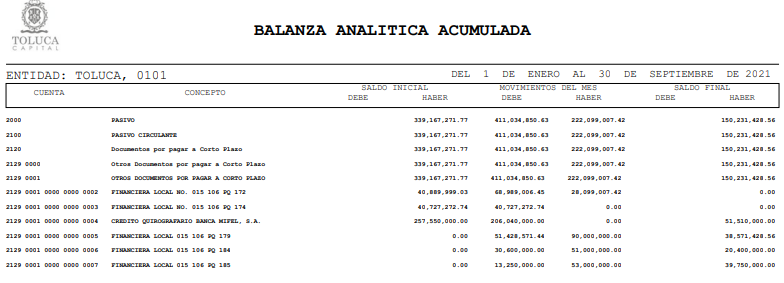 TOLUCA
CAPITAL
BALANZA ANALITICA ACUMULADA
ENTIDAD: TOLUCA, 0101 DEL 1 DE ENERO AL 30 DE SEPTIEMBRE DE 2021
CUENTA CONCEPTO SALDO INICIAL MOVIMIENTOS DEL MES SALDO FINAL
DEBE HABER DEBE HABER DEBE HABER
2000 PASIVO 339,167,271.77 411,034,850.63 222,099,007.42 150,231,428.56
2100 PASIVO CIRCULANTE 339,167,271.77 411,034,850.63 222,099,007.42 150,231,428.56
2120 Documentos por pagar a Corto Plazo 339,167,271.77 411,034,850.63 222,099,007.42 150,231,428.56
2129 0000 Otros Documentos por pagar a Corto Plazo 339,167,271.77 411,034,850.63 222,099,007.42 150,231,428.56
2129 0001 OTROS DOCUMENTOS POR PAGAR A CORTO PLAZO 339,167,271.77 411,034,850.63 222,099,007.42 150,231,428.56
2129 0001 0000 0000 0002 FINANCIERA LOCAL NO. 015 106 PQ 172 40,889,999.03 68,989,006.45 28,099,007.42 0.00
2129 0001 0000 0000 0003 FINANCIERA LOCAL NO. 015 106 PQ 174 40,727,272.74 40,727,272.74 0.00 0.00
2129 0001 0000 0000 0004 CREDITO QUIROGRAFARIO BANCA MIFEL, S.A. 257,550,000.00 206,040,000.00 0.00 51,510,000.00
2129 0001 0000 0000 0005 FINANCIERA LOCAL 015 106 PQ 179 0.00 51,428,571.44 90,000,000.00 38,571,428.56
2129 0001 0000 0000 0006 FINANCIERA LOCAL 015 106 PQ 184 0.00 30,600,000.00 51,000,000.00 20,400,000.00
2129 0001 0000 0000 0007 FINANCIERA LOCAL 015 106 PQ 185 0.00 13,250,000.00 53,000,000.00 39,750,000.00